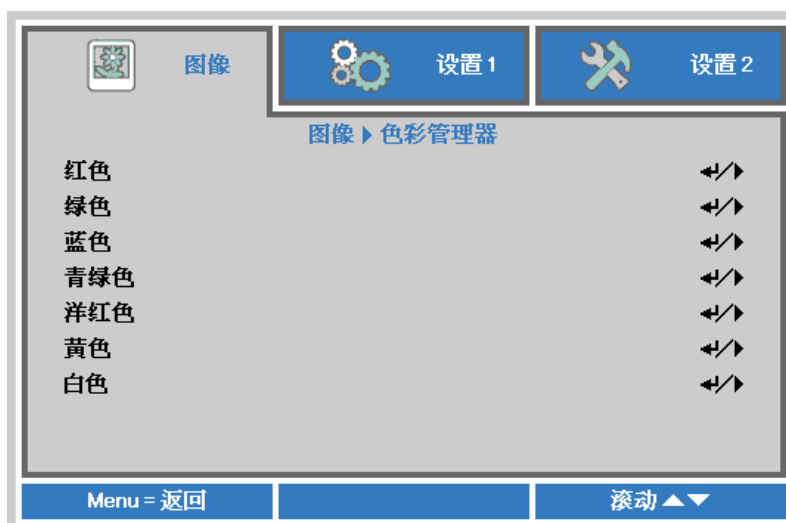 图像 设置1 设置2
图像 ▶ 色彩管理器
红色 ↵/▶
绿色 ↵/▶
蓝色 ↵/▶
青绿色 ↵/▶
洋红色 ↵/▶
黄色 ↵/▶
白色 ↵/▶
Menu = 返回 滚动▲▼